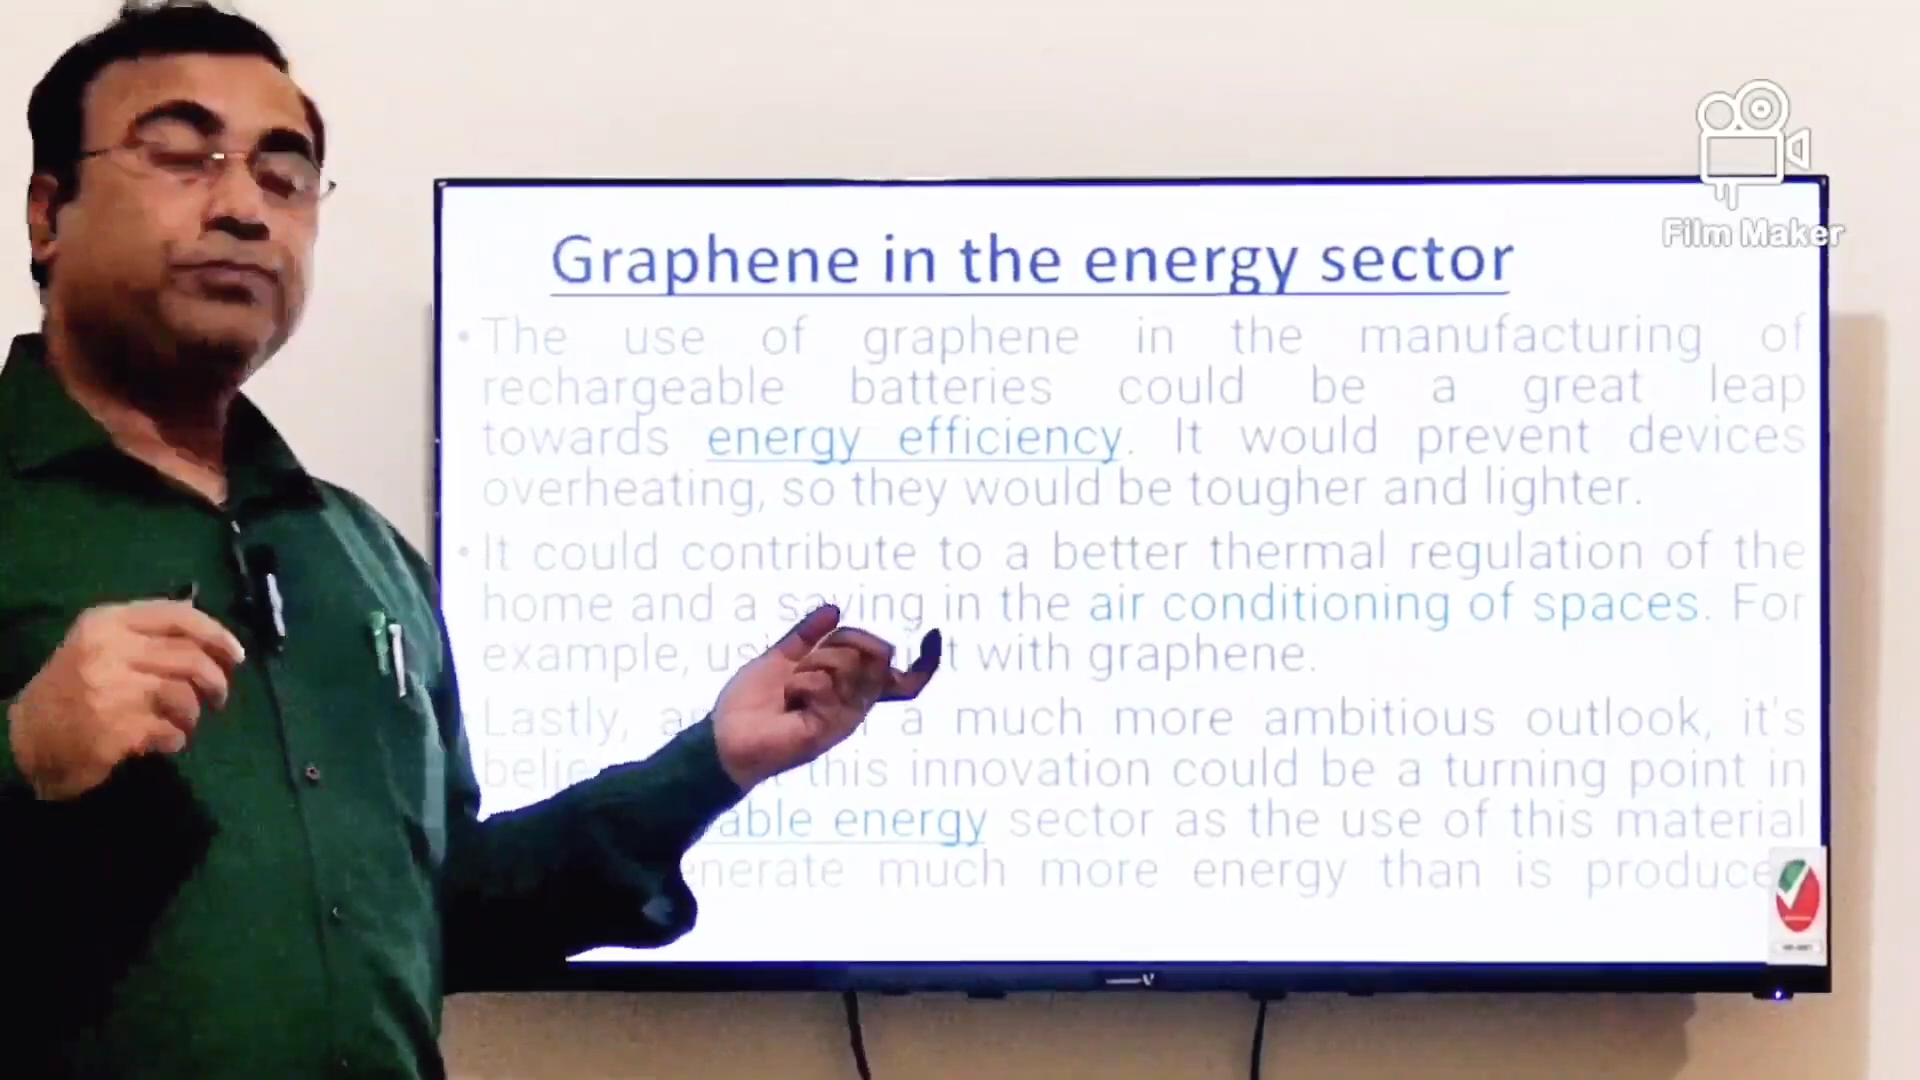 Film Maker
Graphene in the energy sector
• The use of graphene in the manufacturing of
rechargeable batteries could be a great leap
towards energy efficiency. It would prevent devices
overheating, so they would be tougher and lighter.
• It could contribute to a better thermal regulation of the
home and a saving in the air conditioning of spaces. For
example, with graphene.
Lastly, a much more ambitious outlook, it's
this innovation could be a turning point in
energy sector as the use of this material
much more energy than is